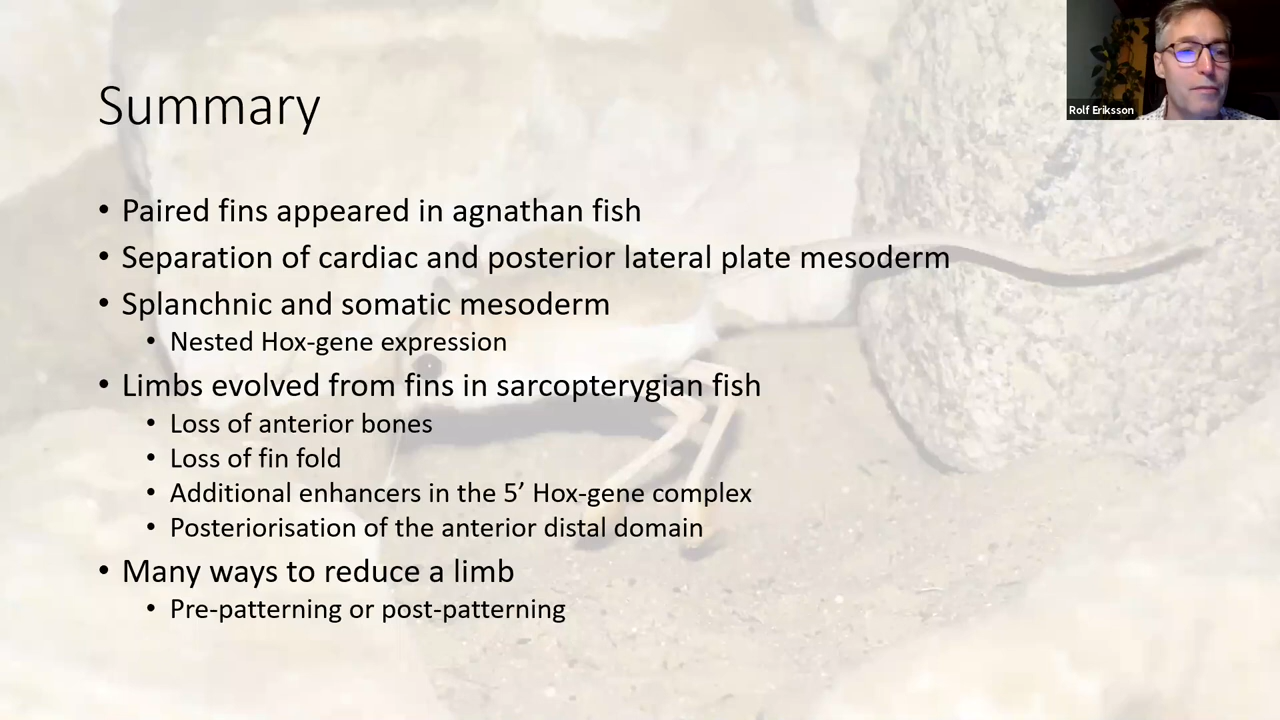 Rolf Eriksson
Summary
• Paired fins appeared in agnathan fish
• Separation of cardiac and posterior lateral plate mesoderm
• Splanchnic and somatic mesoderm
• Nested Hox-gene expression
• Limbs evolved from fins in sarcopterygian fish
• Loss of anterior bones
• Loss of fin fold
• Additional enhancers in the 5’ Hox-gene complex
• Posteriorisation of the anterior distal domain
• Many ways to reduce a limb
• Pre-patterning or post-patterning